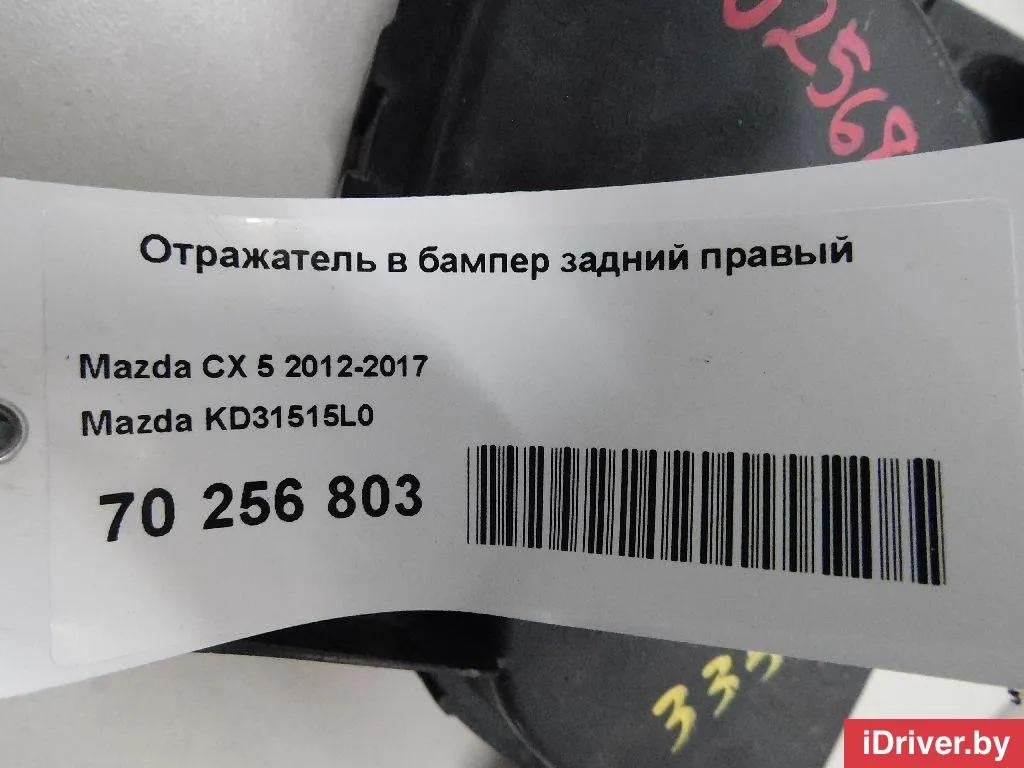 Отражатель в бампер задний правый
Mazda CX 5 2012-2017
Mazda KD31515L0
70 256 803
iDriver.by